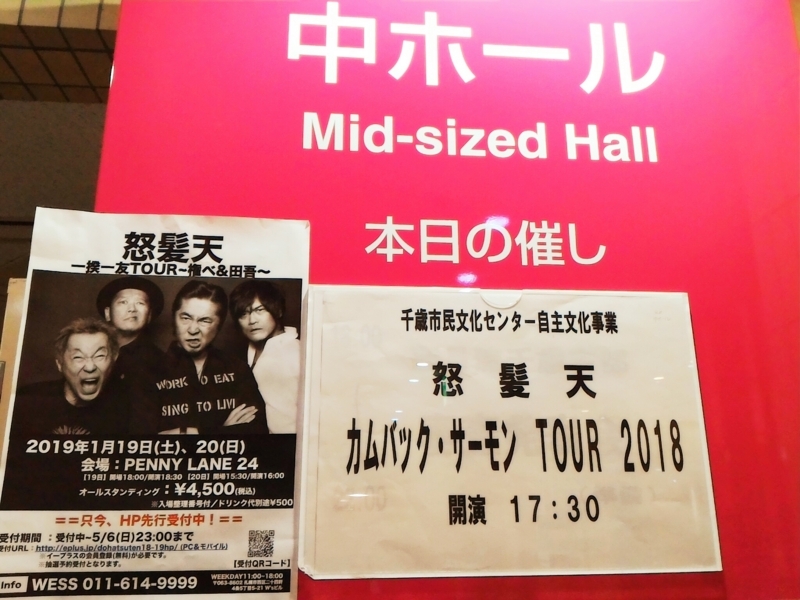 中ホール
Mid-sized Hall
本日の催し
千歳市民文化センター自主文化事業
怒髪天
カムバック・サーモン TOUR 2018
開演 17:30
怒髪天
一揆一友TOUR~権べ&田吾~
WORK TO EAT
SING TO LIVE
2019年1月19日(土)、20(日)
会場:PENNY LANE 24
【19日】開場18:00/開演18:30 【20日】開場15:30/開演16:00
オールスタンディング:¥4,500(税込)
※入場整理番号付/ドリンク代別途¥500
==只今、HP先行受付中!==
受付期間:受付中~5/6(日)23:00まで
受付URL:http://eplus.jp/dohatsuten18-19hp/ (PC&モバイル)
※イープラスの会員登録(無料)が必要です。
※抽選予約受付となります。
【受付QRコード】
Info WESS 011-614-9999
WEEKDAY11:00~18:00